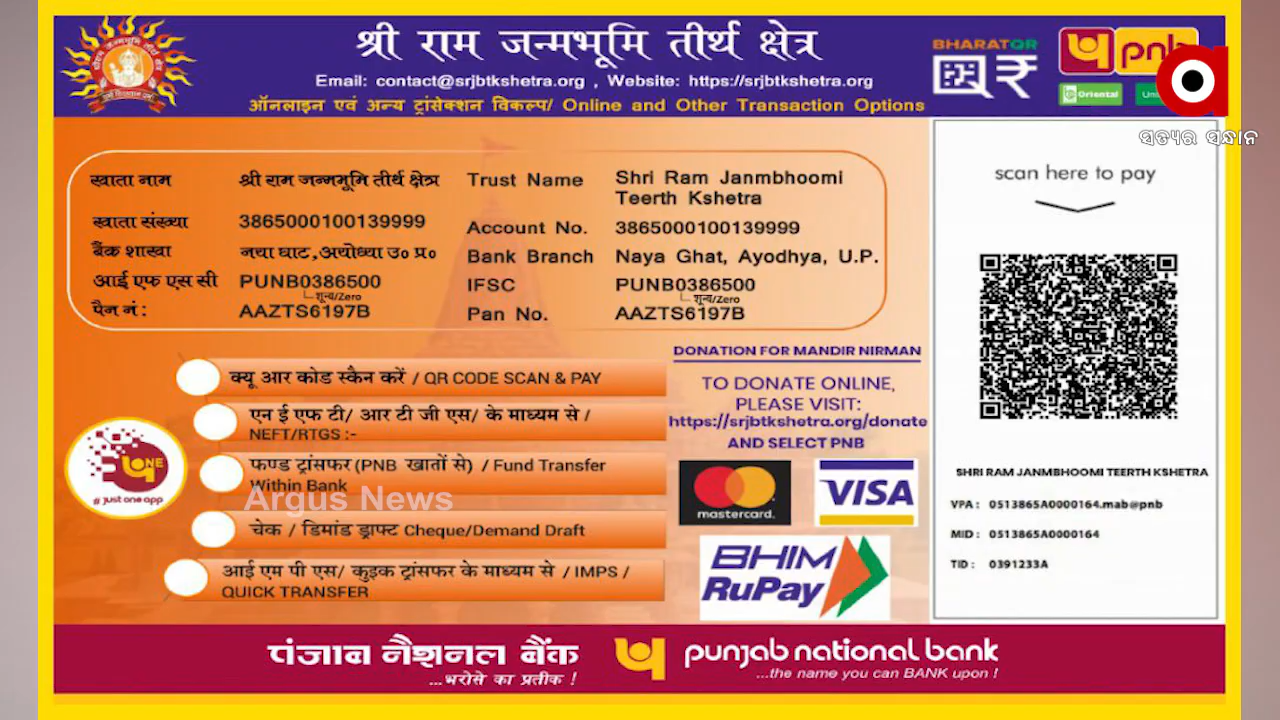 श्री राम जन्मभूमि तीर्थ क्षेत्र
Email: contact@srjbtkshetra.org , Website: https://srjbtkshetra.org
ऑनलाइन एवं अन्य ट्रांसेक्शन विकल्प/ Online and Other Transaction Options
BHARATQR
pnb
Oriental
ସତ୍ୟର ସନ୍ଧାନ
खाता नाम श्री राम जन्मभूमि तीर्थ क्षेत्र
खाता संख्या 3865000100139999
बैंक शाखा नया घाट,अयोध्या उ० प्र०
आई एफ एस सी PUNB0386500
शून्य/Zero
पैन नं: AAZTS6197B
Trust Name Shri Ram Janmbhoomi
Teerth Kshetra
Account No. 3865000100139999
Bank Branch Naya Ghat, Ayodhya, U.P.
IFSC PUNB0386500
शून्य/Zero
Pan No. AAZTS6197B
क्यू आर कोड स्कैन करें / QR CODE SCAN & PAY
एन ई एफ टी/ आर टी जी एस/ के माध्यम से /
NEFT/RTGS :-
फण्ड ट्रांसफर (PNB खातों से) / Fund Transfer
Within Bank
चेक / डिमांड ड्राफ्ट Cheque/Demand Draft
आई एम पी एस/ कुइक ट्रांसफर के माध्यम से / IMPS /
QUICK TRANSFER
ONE
# just one app
Argus News
DONATION FOR MANDIR NIRMAN
TO DONATE ONLINE,
PLEASE VISIT:
https://srjbtkshetra.org/donate
AND SELECT PNB
mastercard.
VISA
BHIM
RuPay
scan here to pay
SHRI RAM JANMBHOOMI TEERTH KSHETRA
VPA : 0513865A0000164.mab@pnb
MID : 0513865A0000164
TID : 0391233A
पंजाब नैशनल बैंक
...भरोसे का प्रतीक !
punjab national bank
...the name you can BANK upon !